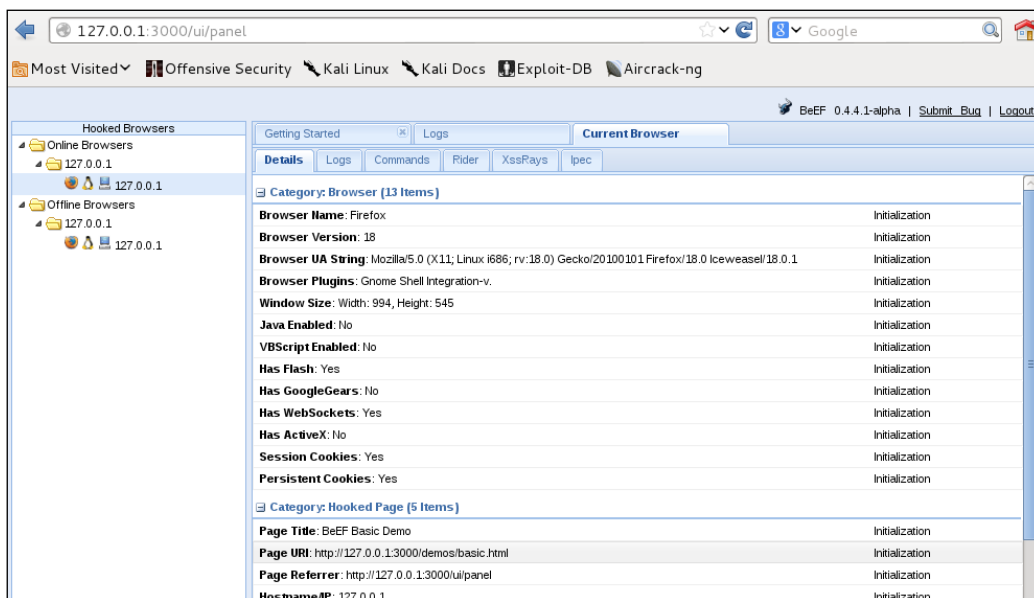 127.0.0.1:3000/ui/panel
8 Google
Most Visited Offensive Security Kali Linux Kali Docs Exploit-DB Aircrack-ng
BeEF 0.4.4.1-alpha | Submit Bug | Logout
Hooked Browsers
Online Browsers
127.0.0.1
127.0.0.1
Offline Browsers
127.0.0.1
127.0.0.1
Getting Started Logs Current Browser
Details Logs Commands Rider XssRays Ipec
Category: Browser (13 Items)
Browser Name: Firefox Initialization
Browser Version: 18 Initialization
Browser UA String: Mozilla/5.0 (X11; Linux i686; rv:18.0) Gecko/20100101 Firefox/18.0 Iceweasel/18.0.1 Initialization
Browser Plugins: Gnome Shell Integration-v. Initialization
Window Size: Width: 994, Height: 545 Initialization
Java Enabled: No Initialization
VBScript Enabled: No Initialization
Has Flash: Yes Initialization
Has GoogleGears: No Initialization
Has WebSockets: Yes Initialization
Has ActiveX: No Initialization
Session Cookies: Yes Initialization
Persistent Cookies: Yes Initialization
Category: Hooked Page (5 Items)
Page Title: BeEF Basic Demo Initialization
Page URI: http://127.0.0.1:3000/demos/basic.html Initialization
Page Referrer: http://127.0.0.1:3000/ui/panel Initialization
Hostname/IP: 127.0.0.1 Initialization